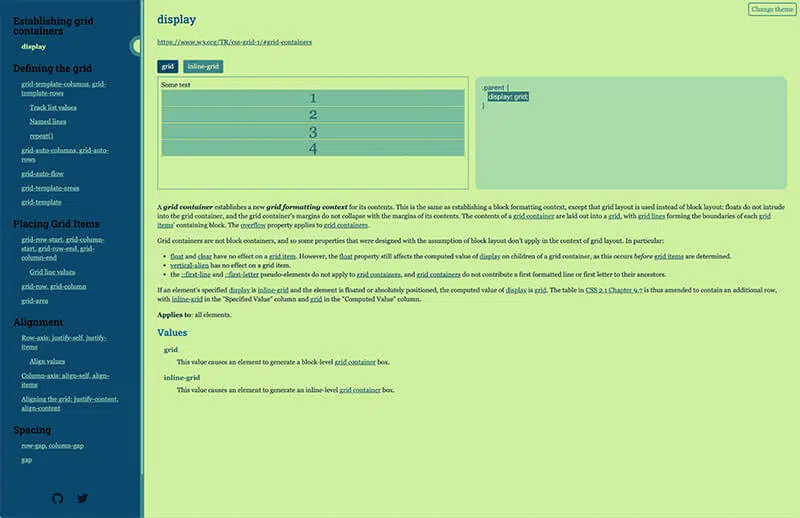 Establishing grid
containers
display
Defining the grid
grid-template-columns, grid-
template-rows
Track list values
Named lines
repeat()
grid-auto-columns, grid-auto-
rows
grid-auto-flow
grid-template-areas
grid-template
Placing Grid Items
grid-row-start, grid-column-
start, grid-row-end, grid-
column-end
Grid line values
grid-row, grid-column
grid-area
Alignment
Row-axis: justify-self, justify-
items
Align values
Column-axis: align-self, align-
items
Aligning the grid: justify-content,
align-content
Spacing
row-gap, column-gap
gap
Change theme
display
https://www.w3.org/TR/css-grid-1/#grid-containers
grid inline-grid
Some text
1
2
3
4
.parent {
display: grid;
}
A grid container establishes a new grid formatting context for its contents. This is the same as establishing a block formatting context, except that grid layout is used instead of block layout: floats do not intrude
into the grid container, and the grid container's margins do not collapse with the margins of its contents. The contents of a grid container are laid out into a grid, with grid lines forming the boundaries of each grid
items' containing block. The overflow property applies to grid containers.
Grid containers are not block containers, and so some properties that were designed with the assumption of block layout don't apply in the context of grid layout. In particular:
• float and clear have no effect on a grid item. However, the float property still affects the computed value of display on children of a grid container, as this occurs before grid items are determined.
• vertical-align has no effect on a grid item.
• the ::first-line and ::first-letter pseudo-elements do not apply to grid containers, and grid containers do not contribute a first formatted line or first letter to their ancestors.
If an element's specified display is inline-grid and the element is floated or absolutely positioned, the computed value of display is grid. The table in CSS 2.1 Chapter 9.7 is thus amended to contain an additional row,
with inline-grid in the "Specified Value" column and grid in the "Computed Value" column.
Applies to: all elements.
Values
grid
This value causes an element to generate a block-level grid container box.
inline-grid
This value causes an element to generate an inline-level grid container box.